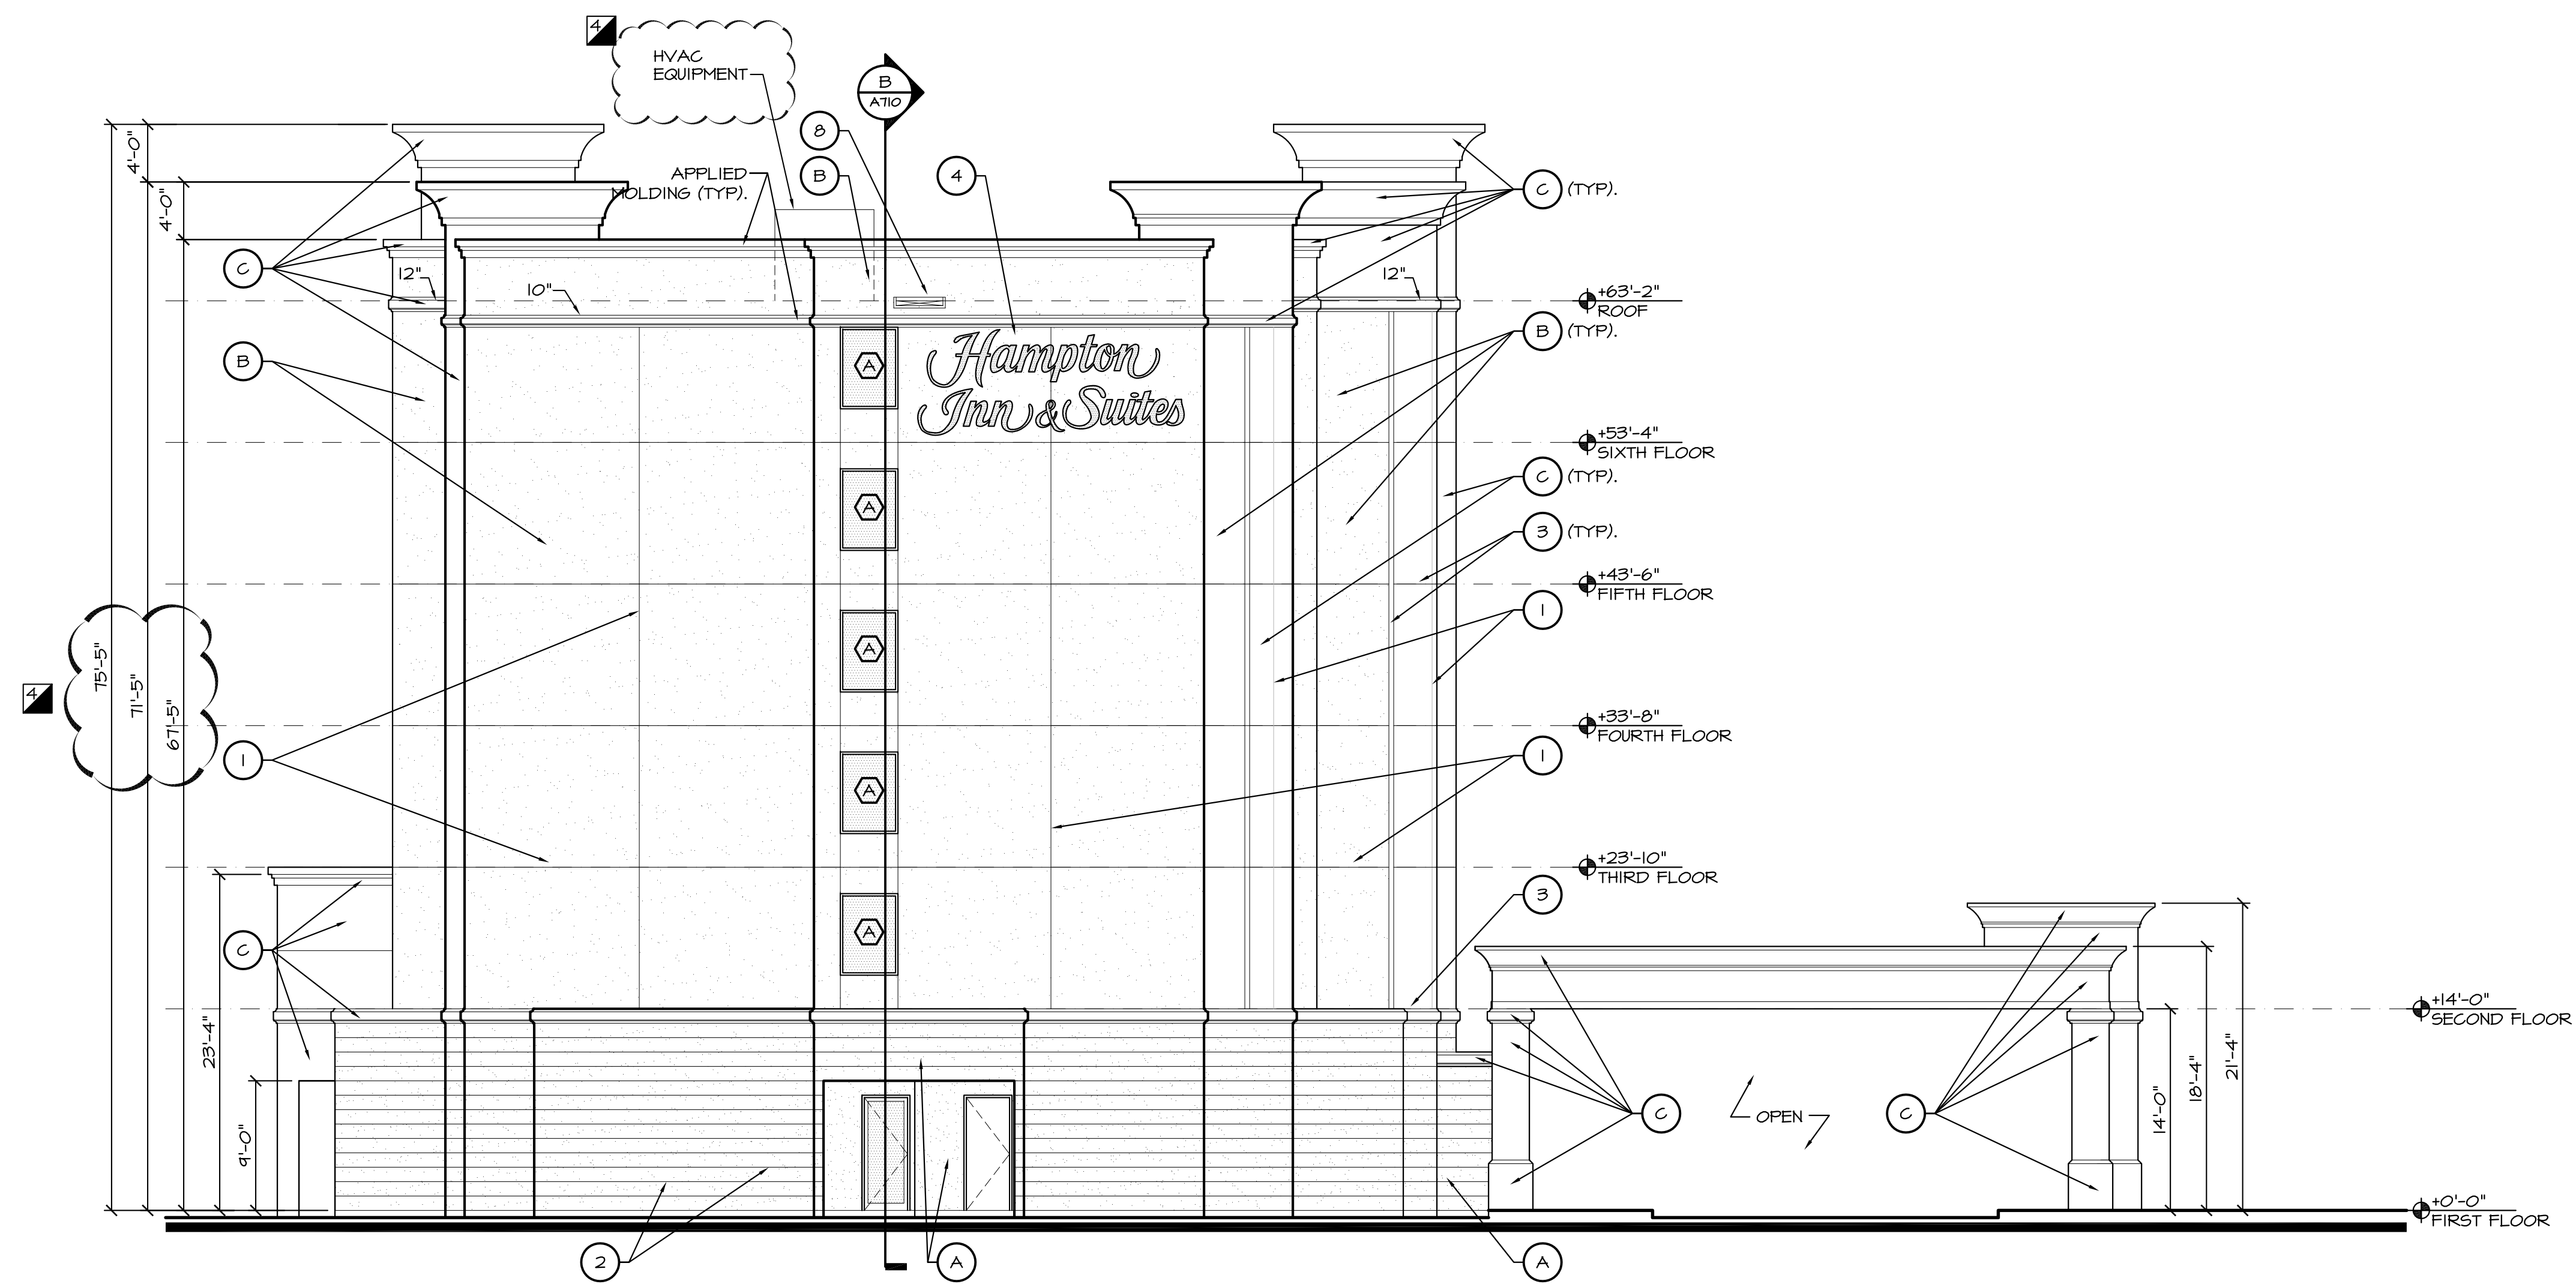 4
HVAC
EQUIPMENT
B
A710
8
4'-0"
APPLIED
MOLDING (TYP).
B
4
C (TYP).
4'-0"
C
12"
10"
12"
+63'-2"
ROOF
B (TYP).
B
A
Hampton
Inn & Suites
+53'-4"
SIXTH FLOOR
C (TYP).
A
3 (TYP).
+43'-6"
FIFTH FLOOR
1
75'-5"
71'-5"
67'-5"
4
A
+33'-8"
FOURTH FLOOR
1
1
A
+23'-10"
THIRD FLOOR
3
A
C
+14'-0"
SECOND FLOOR
23'-4"
9'-0"
C
OPEN
C
14'-0"
18'-4"
21'-4"
+0'-0"
FIRST FLOOR
2
A
A